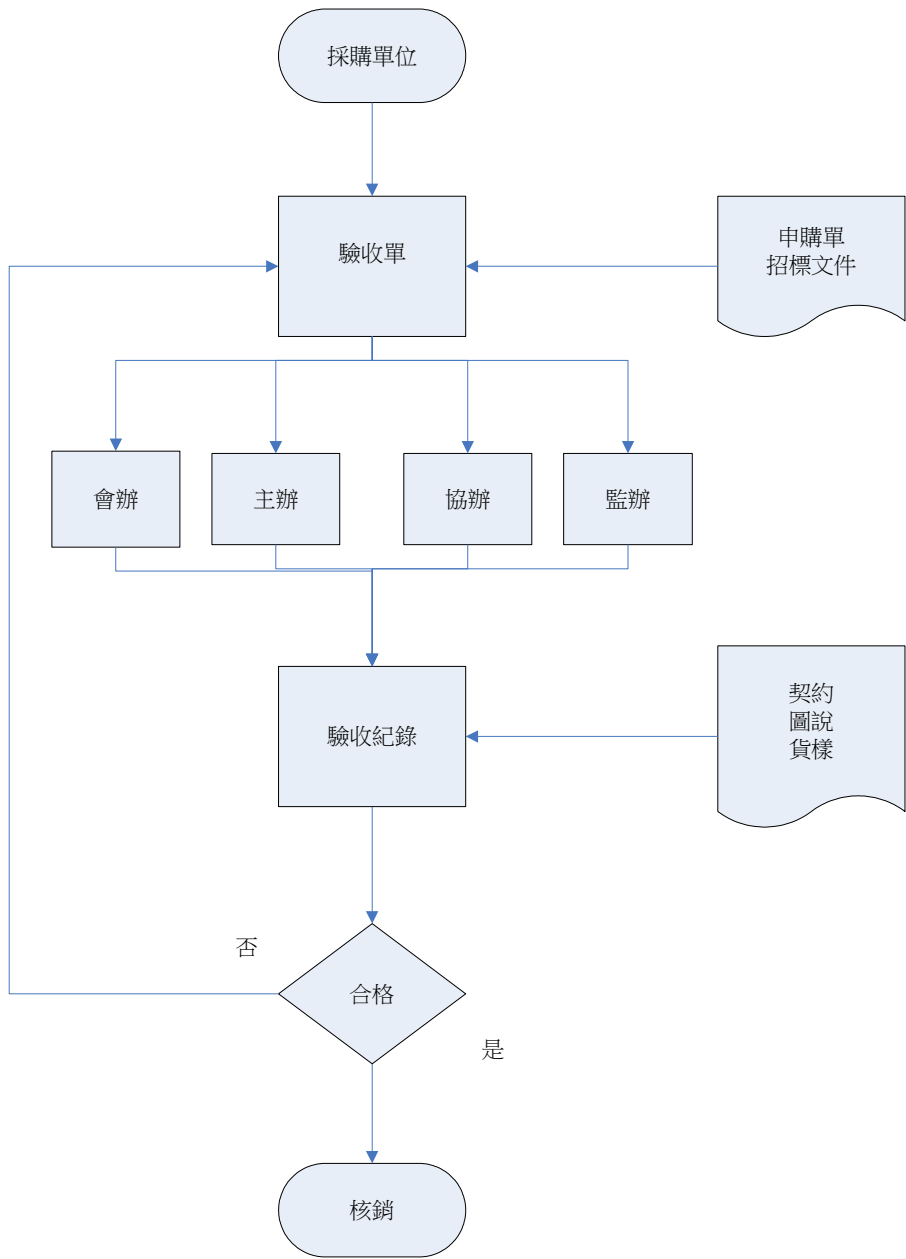 採購單位
驗收單
申購單
招標文件
會辦
主辦
協辦
監辦
驗收紀錄
契約
圖說
貨樣
否
合格
是
核銷